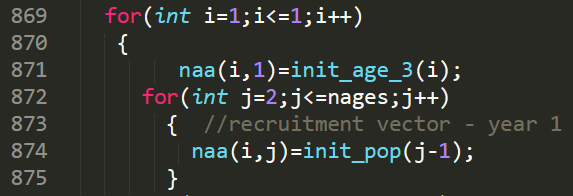 869 for(int i=1;i<=1;i++)
870 {
871 naa(i,1)=init_age_3(i);
872 for(int j=2;j<=nages;j++)
873 { //recruitment vector - year 1
874 naa(i,j)=init_pop(j-1);
875 }